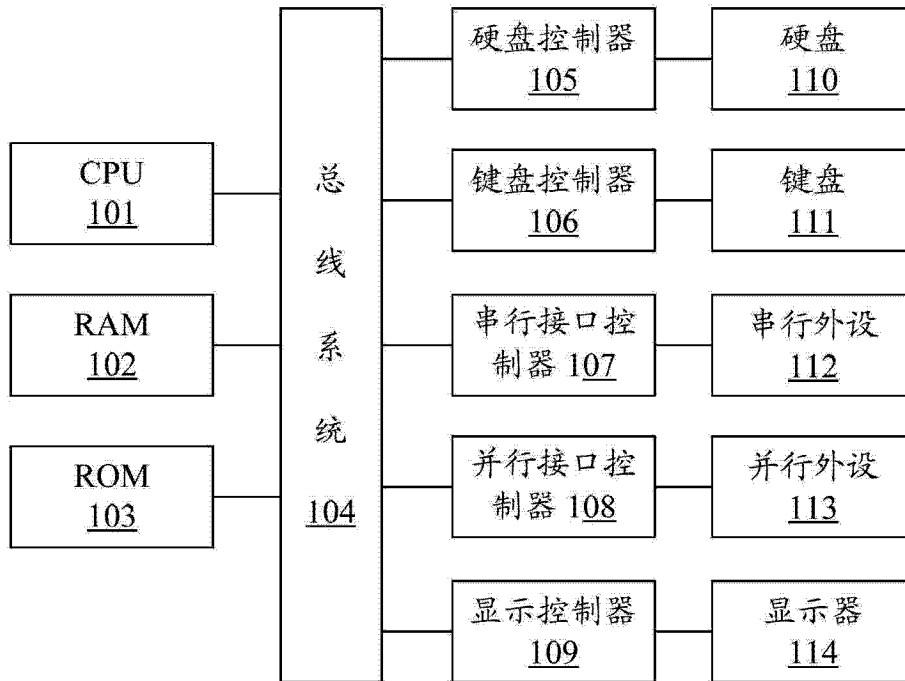 CPU
101
RAM
102
ROM
103
总
线
系
统
104
硬盘控制器
105
键盘控制器
106
串行接口控
制器 107
并行接口控
制器 108
显示控制器
109
硬盘
110
键盘
111
串行外设
112
并行外设
113
显示器
114